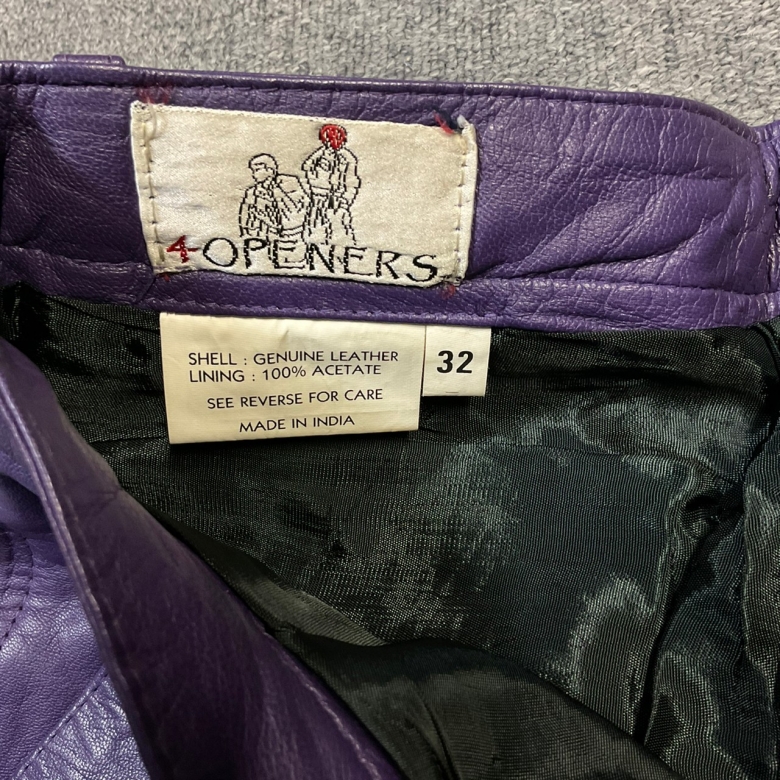 4-OPENERS
SHELL : GENUINE LEATHER
LINING : 100% ACETATE
SEE REVERSE FOR CARE
MADE IN INDIA
32